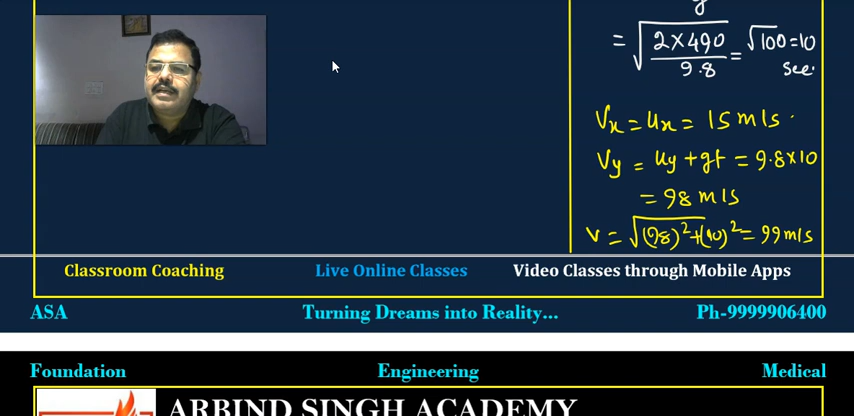 g
= √(2×490/9.8) = √100 = 10
sec.
Vx = ux = 15 m/s.
Vy = uy + gt = 9.8×10
= 98 m/s
V = √(98)²+(10)² = 99 m/s
Classroom Coaching Live Online Classes Video Classes through Mobile Apps
ASA Turning Dreams into Reality... Ph-9999906400
Foundation Engineering Medical
ARBIND SINGH ACADEMY